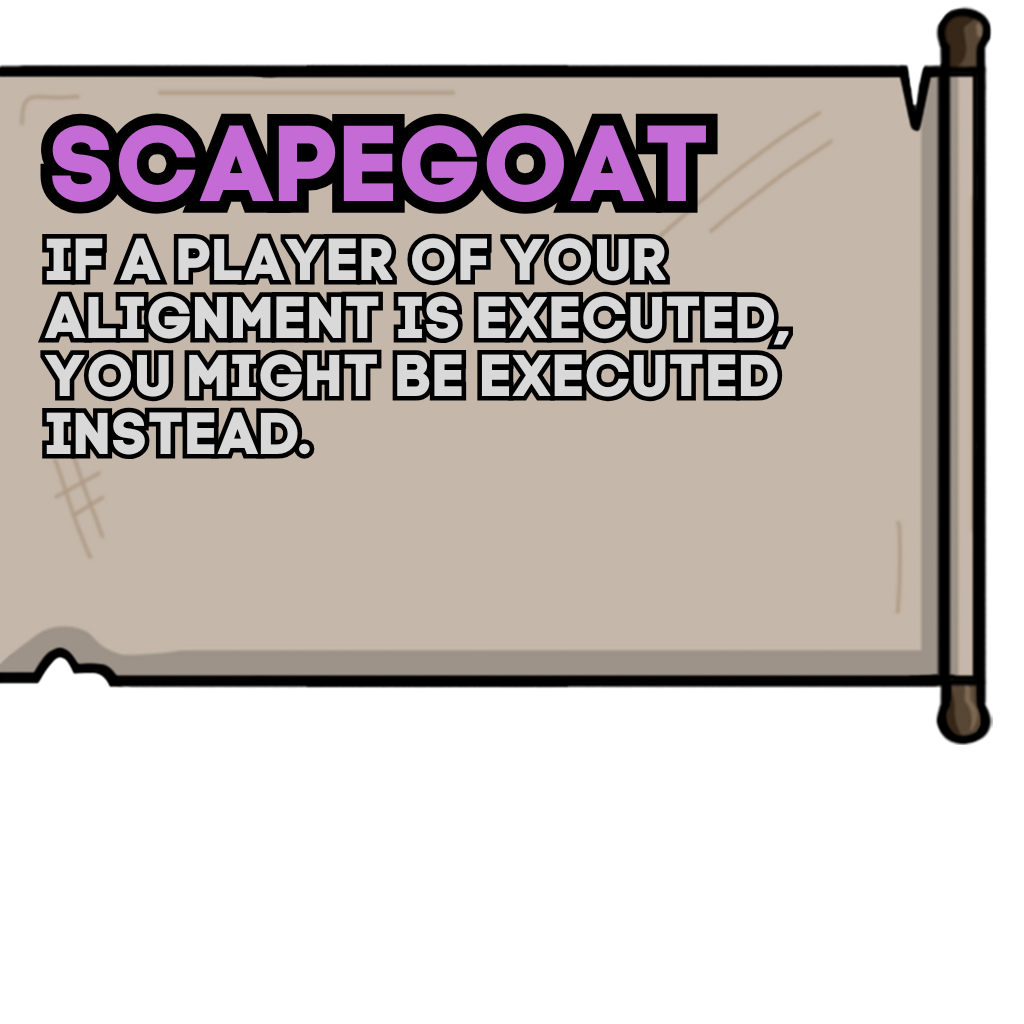 SCAPEGOAT
IF A PLAYER OF YOUR
ALIGNMENT IS EXECUTED,
YOU MIGHT BE EXECUTED
INSTEAD.